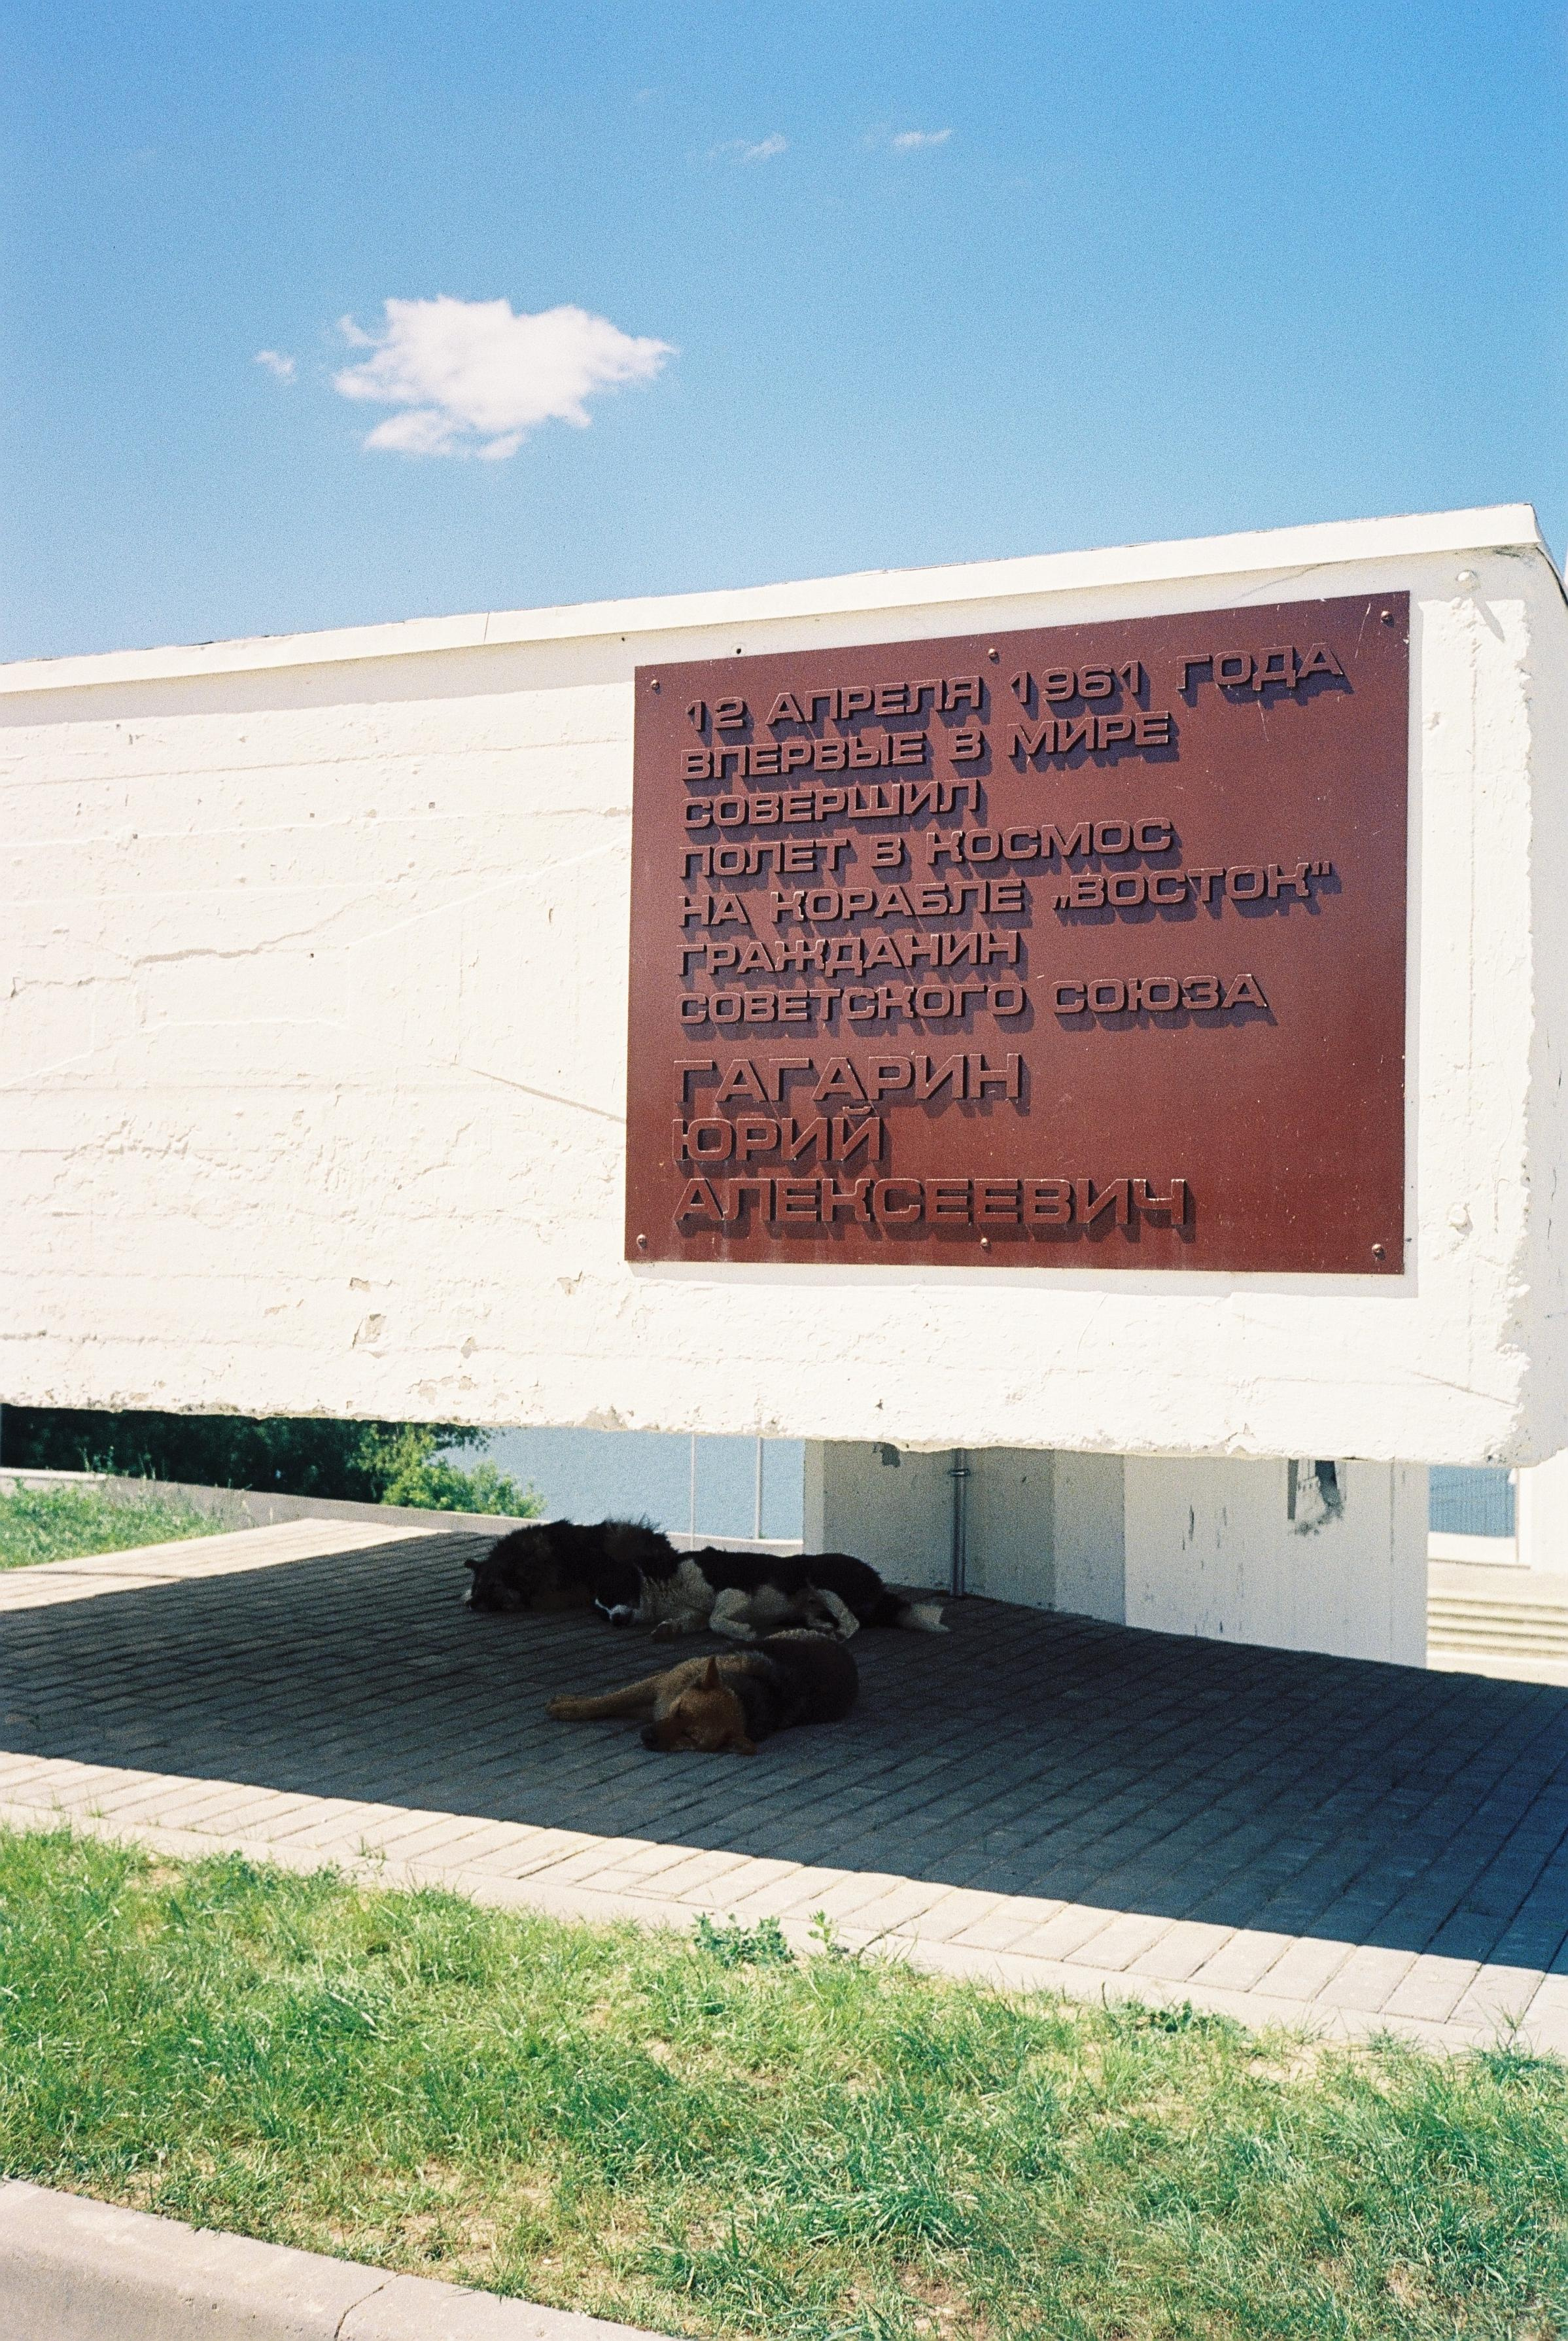 12 АПРЕЛЯ 1961 ГОДА
ВПЕРВЫЕ В МИРЕ
СОВЕРШИЛ
ПОЛЕТ В КОСМОС
НА КОРАБЛЕ „ВОСТОК"
ГРАЖДАНИН
СОВЕТСКОГО СОЮЗА
ГАГАРИН
ЮРИЙ
АЛЕКСЕЕВИЧ